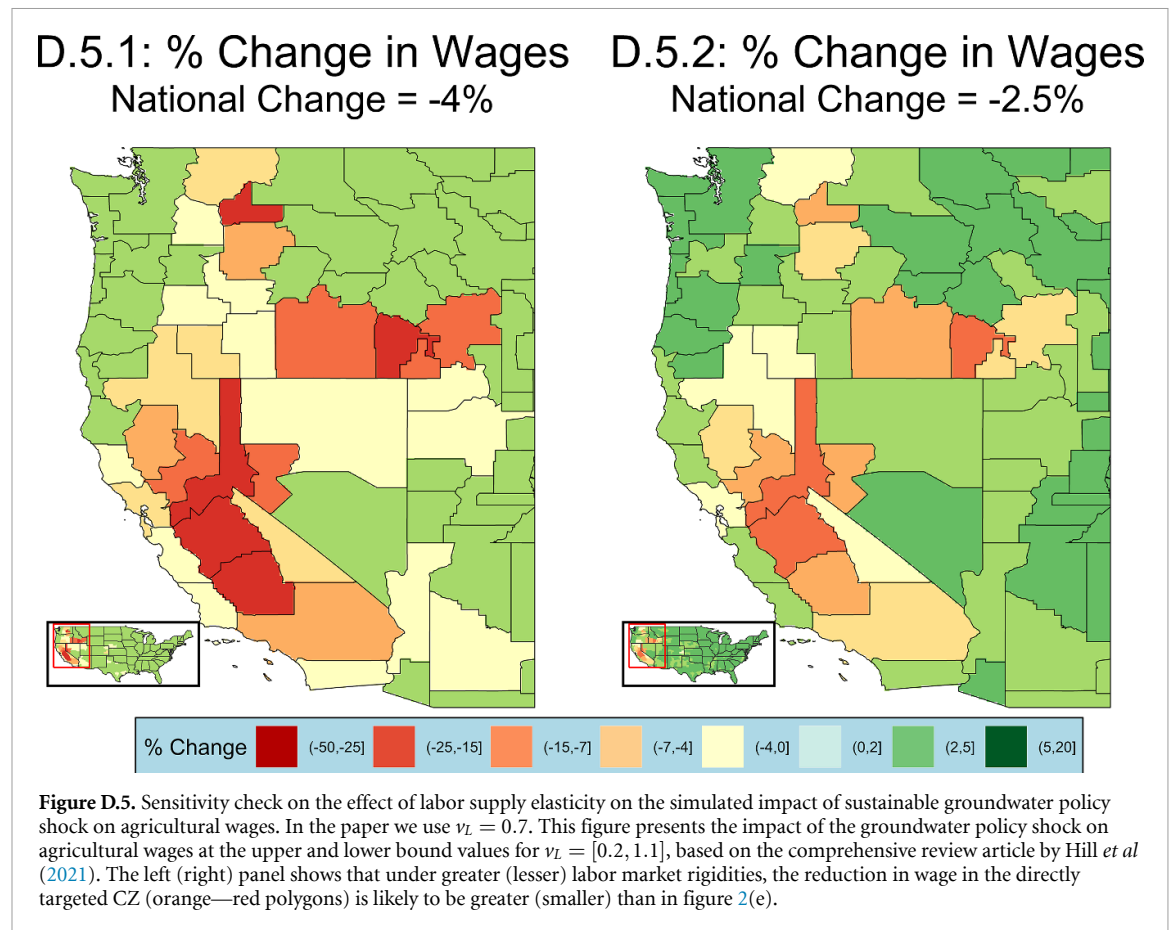 D.5.1: % Change in Wages
National Change = -4%
D.5.2: % Change in Wages
National Change = -2.5%
% Change (-50,-25] (-25,-15] (-15,-7] (-7,-4] (-4,0] (0,2] (2,5] (5,20]
Figure D.5. Sensitivity check on the effect of labor supply elasticity on the simulated impact of sustainable groundwater policy
shock on agricultural wages. In the paper we use νL = 0.7. This figure presents the impact of the groundwater policy shock on
agricultural wages at the upper and lower bound values for νL = [0.2, 1.1], based on the comprehensive review article by Hill et al
(2021). The left (right) panel shows that under greater (lesser) labor market rigidities, the reduction in wage in the directly
targeted CZ (orange—red polygons) is likely to be greater (smaller) than in figure 2(e).